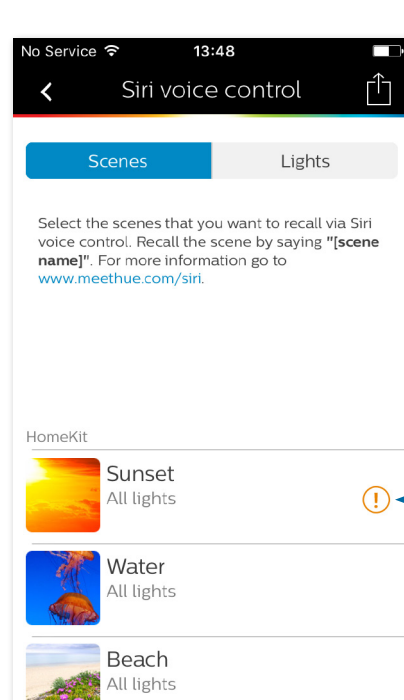 No Service 13:48
Siri voice control
Scenes Lights
Select the scenes that you want to recall via Siri
voice control. Recall the scene by saying "[scene
name]". For more information go to
www.meethue.com/siri.
HomeKit
Sunset
All lights
!
Water
All lights
Beach
All lights